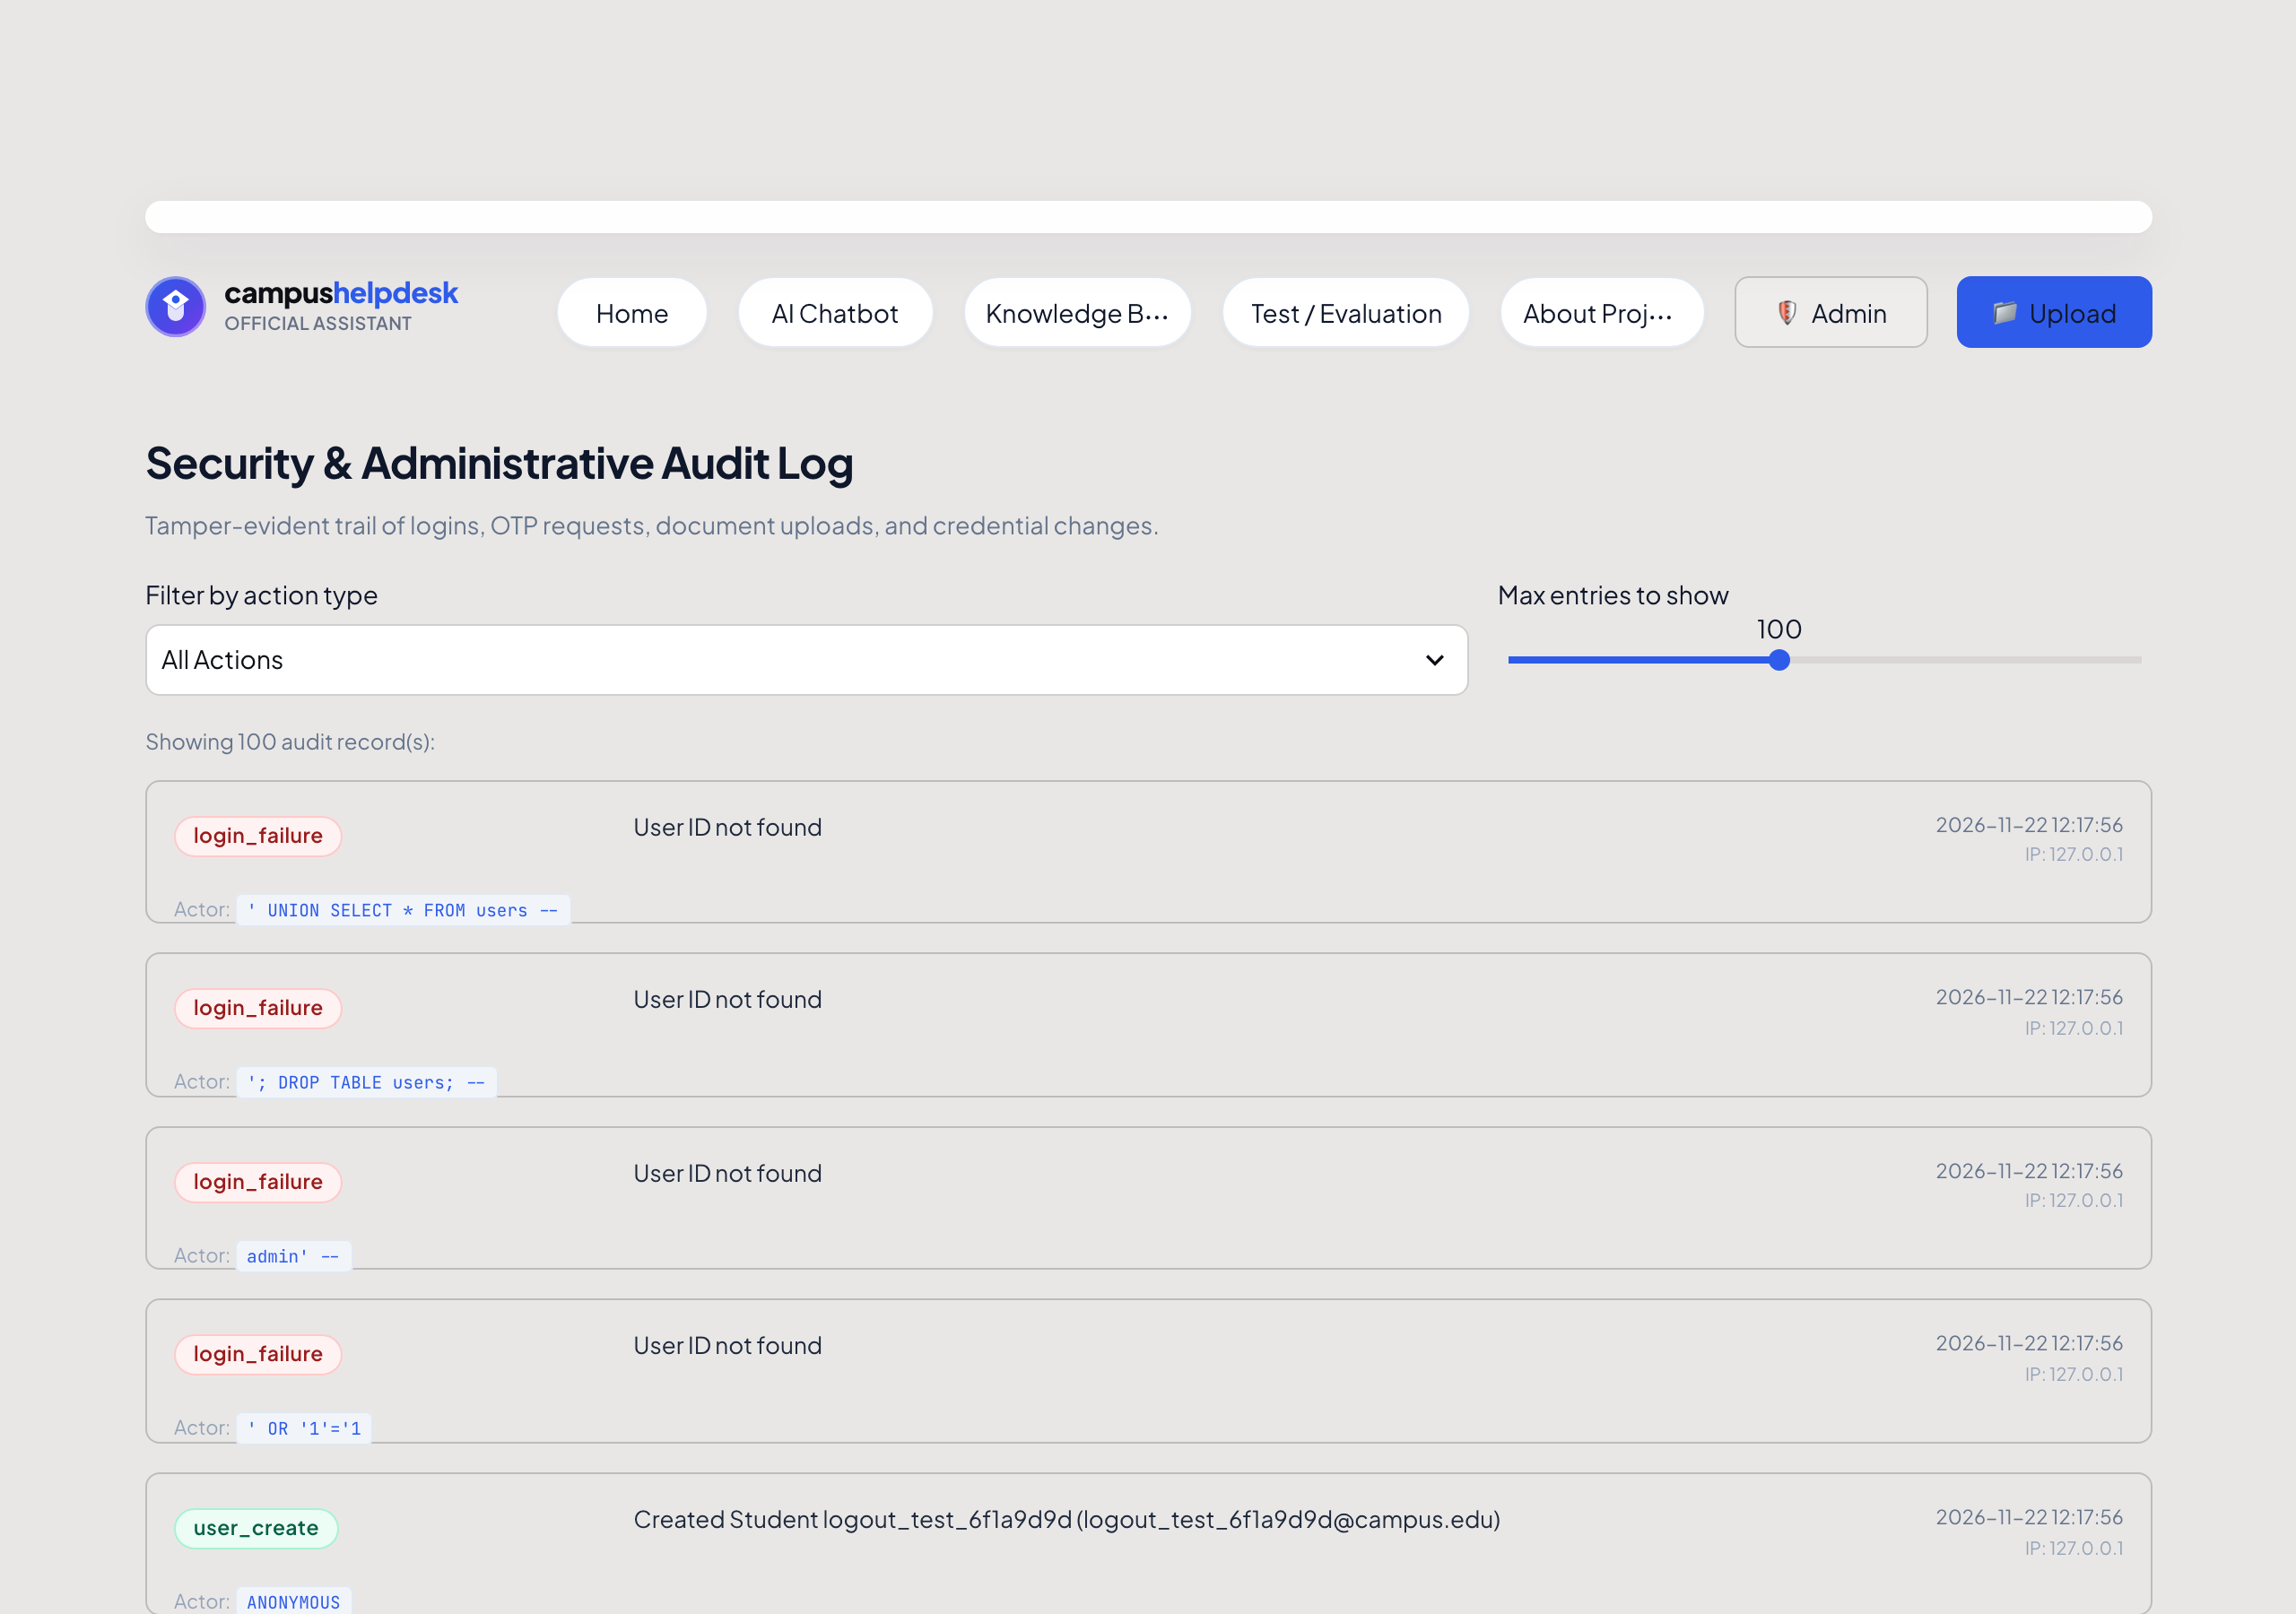 campushelpdesk
OFFICIAL ASSISTANT
Home
AI Chatbot
Knowledge B...
Test / Evaluation
About Proj...
Admin
Upload
Security & Administrative Audit Log
Tamper-evident trail of logins, OTP requests, document uploads, and credential changes.
Filter by action type
All Actions
Max entries to show
100
Showing 100 audit record(s):
login_failure
User ID not found
2026-11-22 12:17:56
IP: 127.0.0.1
Actor: ' UNION SELECT * FROM users --
login_failure
User ID not found
2026-11-22 12:17:56
IP: 127.0.0.1
Actor: '; DROP TABLE users; --
login_failure
User ID not found
2026-11-22 12:17:56
IP: 127.0.0.1
Actor: admin' --
login_failure
User ID not found
2026-11-22 12:17:56
IP: 127.0.0.1
Actor: ' OR '1'='1
user_create
Created Student logout_test_6f1a9d9d (logout_test_6f1a9d9d@campus.edu)
2026-11-22 12:17:56
IP: 127.0.0.1
Actor: ANONYMOUS